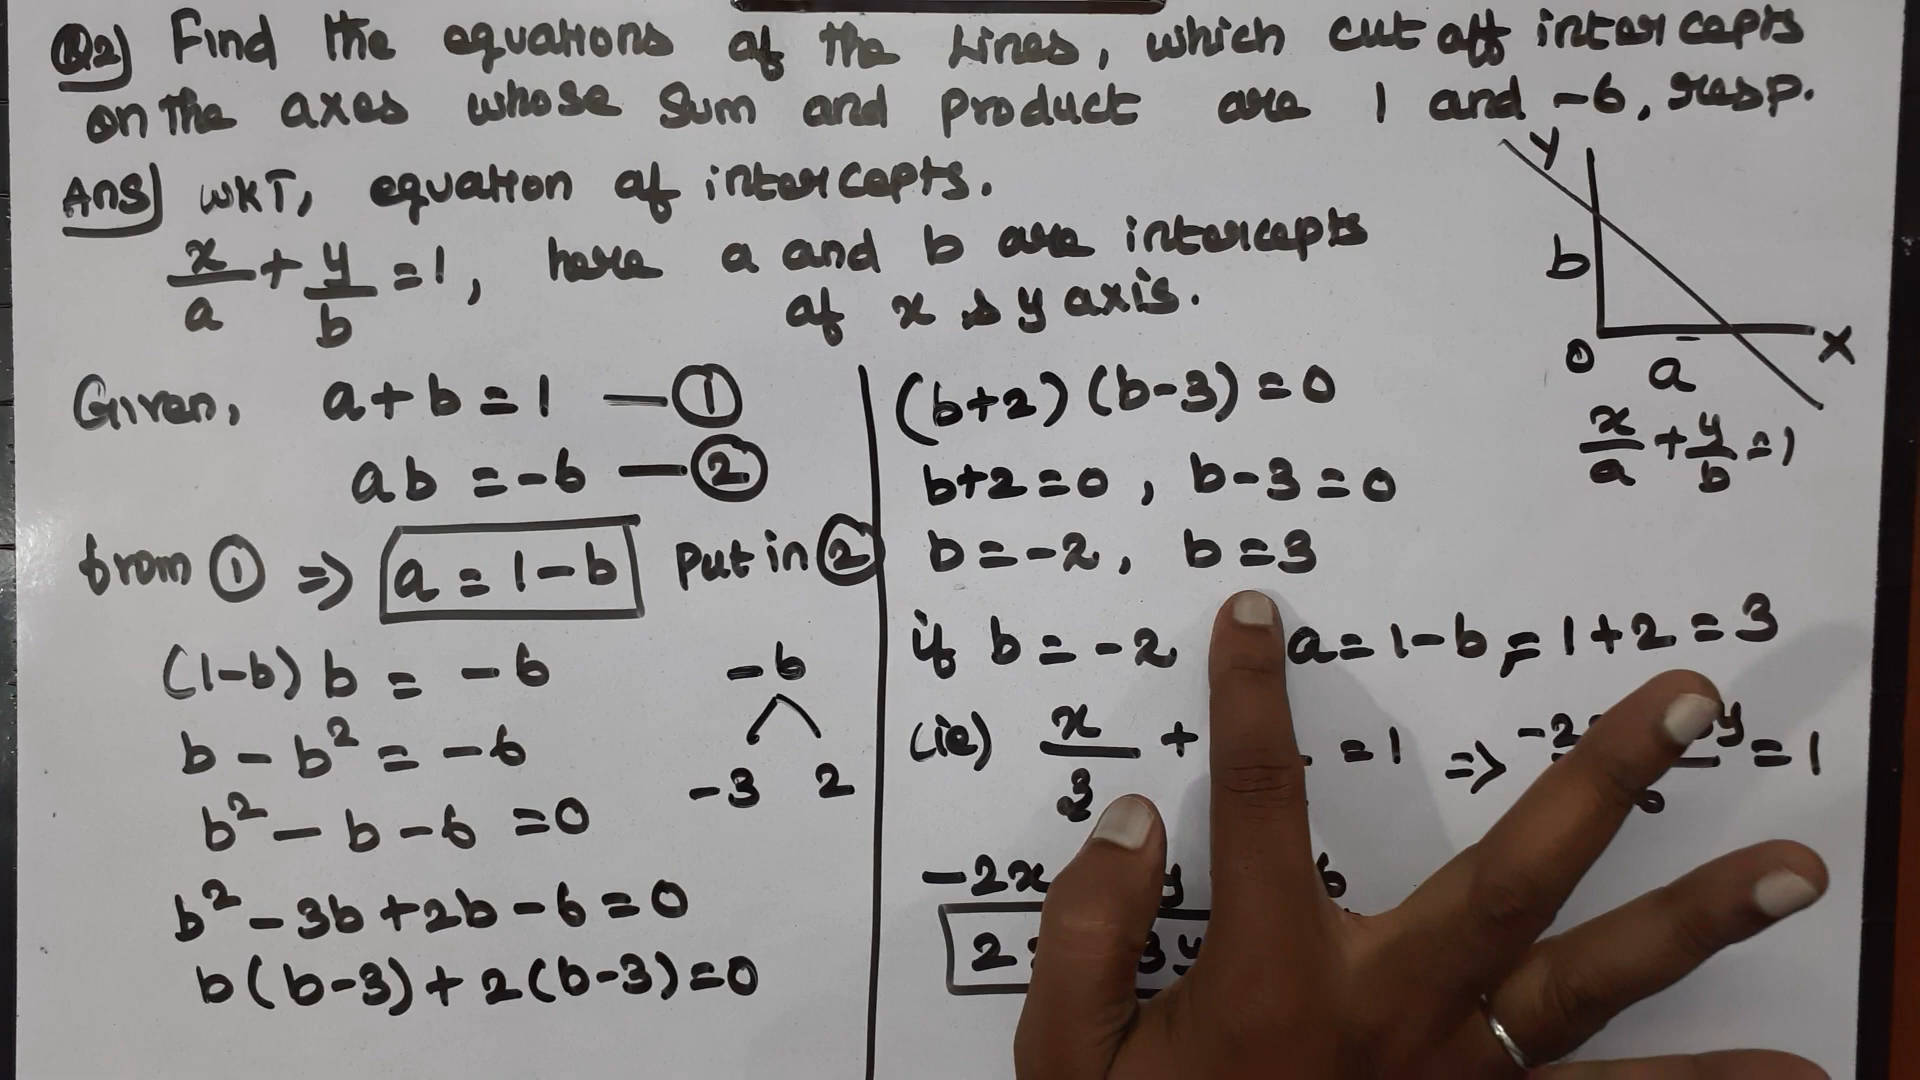 Q2) Find the equations of the Lines, which cut off intercepts
on the axes whose sum and product are 1 and -6, resp.
Ans) WKT, equation of intercepts.
x/a + y/b = 1, here a and b are intercepts
of x & y axis.
Given, a+b=1 — ①
ab = -6 — ②
from ① => a = 1-b put in ②
(1-b) b = -6
b - b² = -6
b² - b - 6 = 0
b² - 3b + 2b - 6 = 0
b(b-3) + 2(b-3) = 0
-6
-3 2
(b+2) (b-3) = 0
b+2=0, b-3=0
b=-2, b=3
if b=-2 a=1-b=1+2=3
(ie) x/3 + =1 => -2 y = 1
-2x y 6
2 3y
y
b
O a x
x/a + y/b = 1